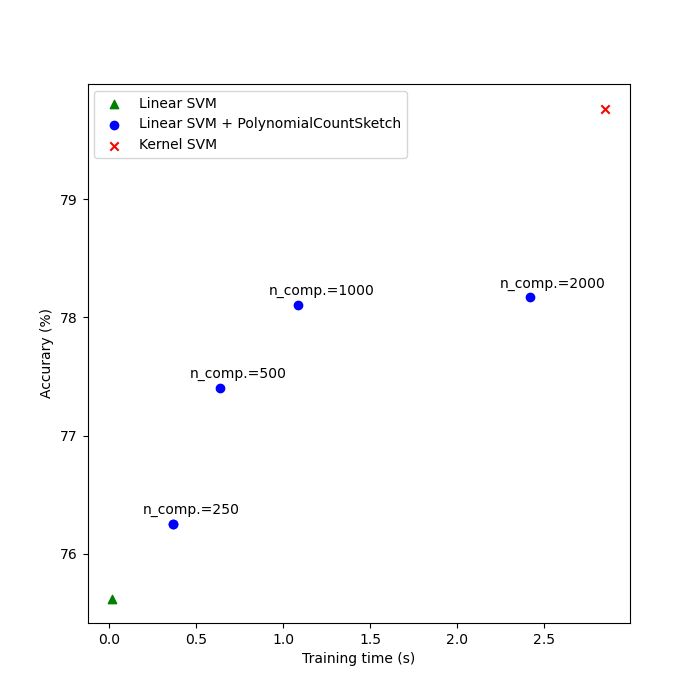 Linear SVM
Linear SVM + PolynomialCountSketch
Kernel SVM
79
n_comp.=2000
n_comp.=1000
78
Accurary (%)
n_comp.=500
77
n_comp.=250
76
0.0 0.5 1.0 1.5 2.0 2.5
Training time (s)